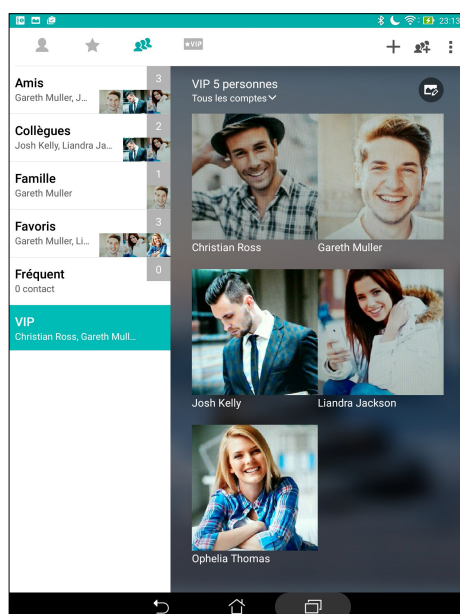 23:13
VIP
Amis
3
Gareth Muller, J...
Collègues
2
Josh Kelly, Liandra Ja...
Famille
1
Gareth Muller
Favoris
3
Gareth Muller, Li...
Fréquent
0
0 contact
VIP
Christian Ross, Gareth Mull...
VIP 5 personnes
Tous les comptes
Christian Ross
Gareth Muller
Josh Kelly
Liandra Jackson
Ophelia Thomas